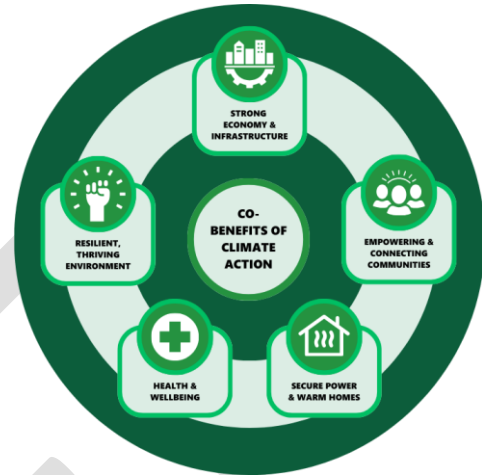 STRONG
ECONOMY &
INFRASTRUCTURE
RESILIENT,
THRIVING
ENVIRONMENT
CO-
BENEFITS OF
CLIMATE
ACTION
EMPOWERING &
CONNECTING
COMMUNITIES
HEALTH &
WELLBEING
SECURE POWER
& WARM HOMES